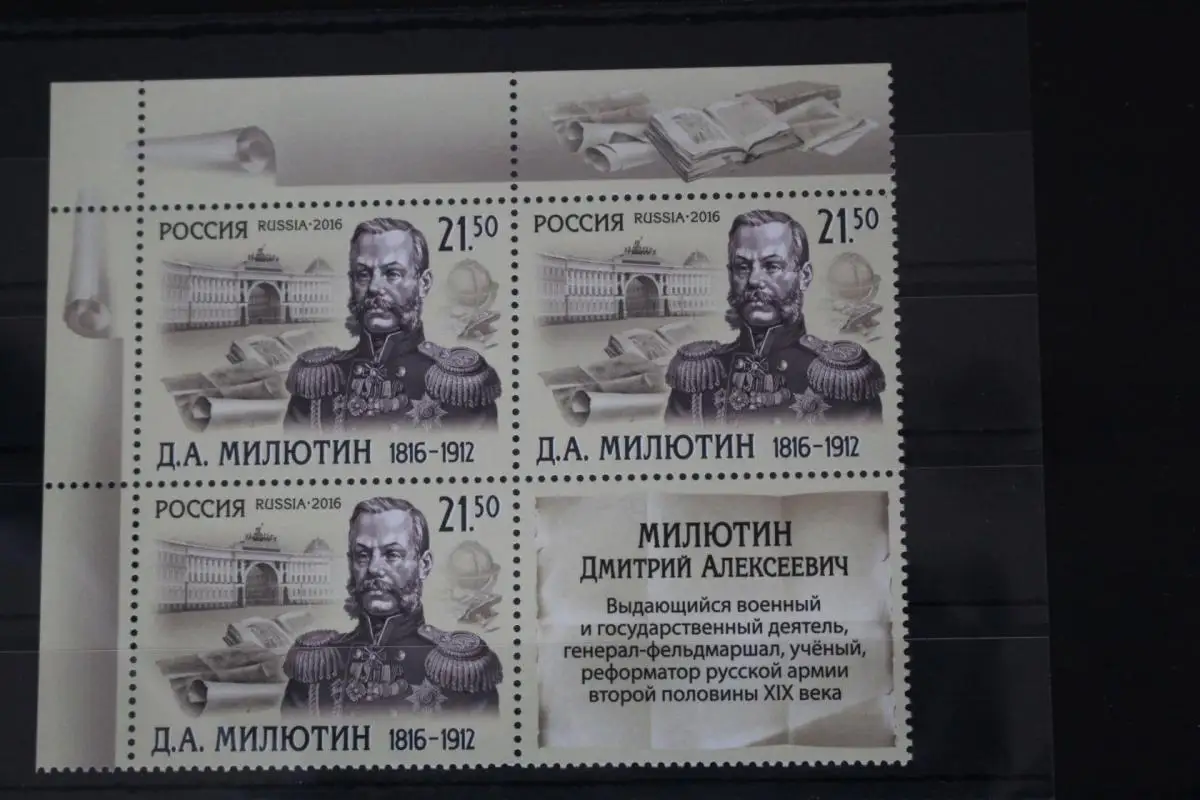 РОССИЯ RUSSIA·2016 21.50
Д.А. МИЛЮТИН 1816–1912
РОССИЯ RUSSIA·2016 21.50
Д.А. МИЛЮТИН 1816–1912
РОССИЯ RUSSIA·2016 21.50
Д.А. МИЛЮТИН 1816–1912
МИЛЮТИН
ДМИТРИЙ АЛЕКСЕЕВИЧ
Выдающийся военный
и государственный деятель,
генерал-фельдмаршал, учёный,
реформатор русской армии
второй половины XIX века